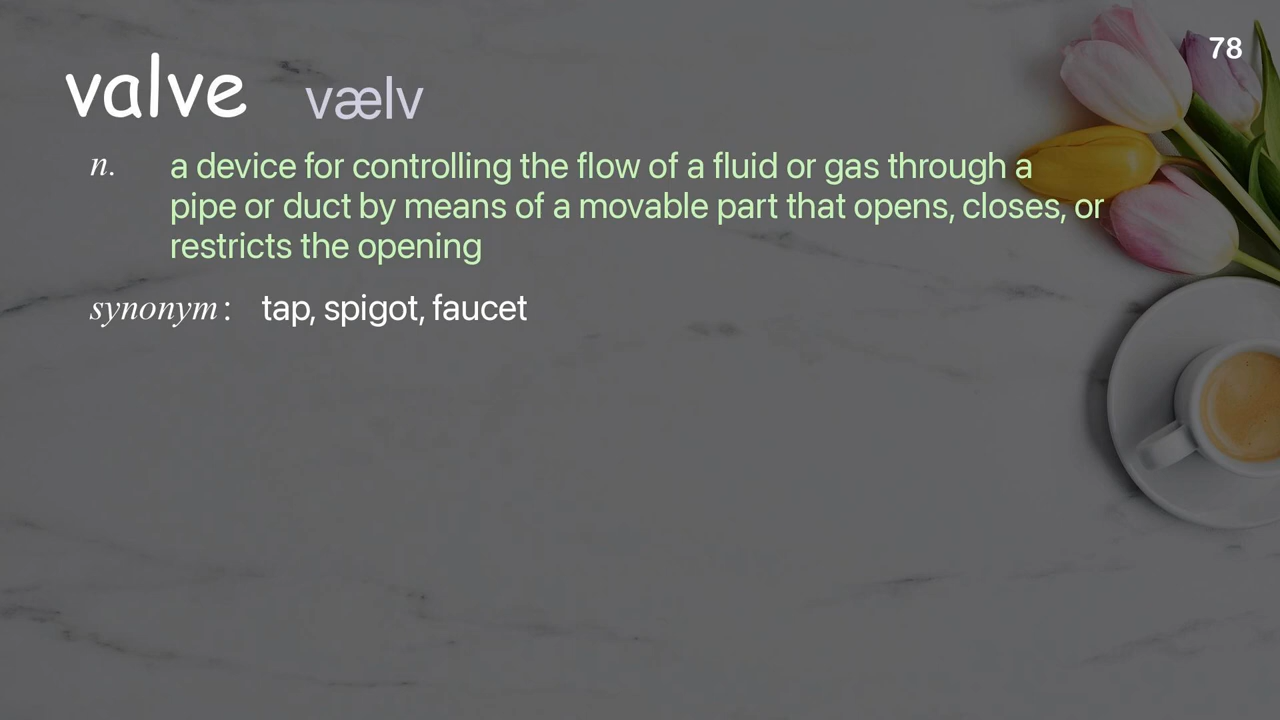 78
valve vælv
n. a device for controlling the flow of a fluid or gas through a
pipe or duct by means of a movable part that opens, closes, or
restricts the opening
synonym: tap, spigot, faucet